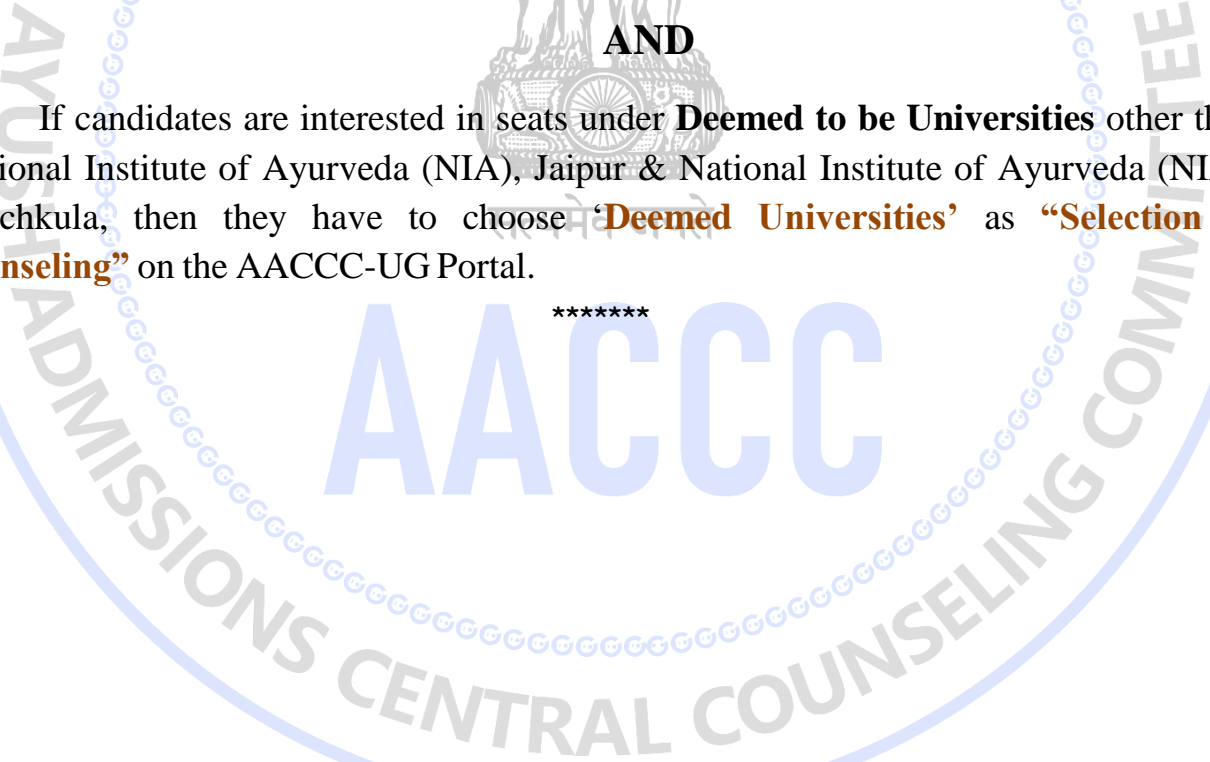 AND
If candidates are interested in seats under Deemed to be Universities other th
ional Institute of Ayurveda (NIA), Jaipur & National Institute of Ayurveda (NI
chkula, then they have to choose ‘Deemed Universities’ as “Selection
nseling” on the AACCC-UG Portal.
*******
AACCC
AYUSH ADMISSIONS CENTRAL COUNSELING COMMITTEE